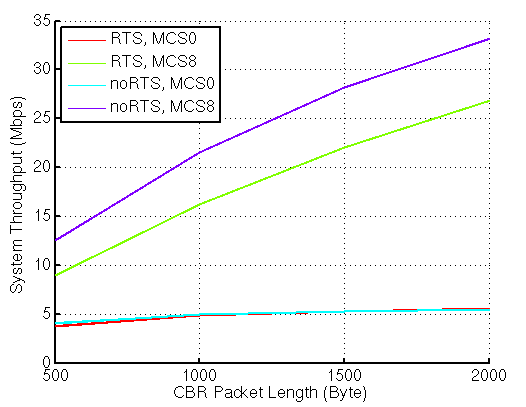 35
30
25
20
15
10
5
0
System Throughput (Mbps)
RTS, MCS0
RTS, MCS8
noRTS, MCS0
noRTS, MCS8
500 1000 1500 2000
CBR Packet Length (Byte)